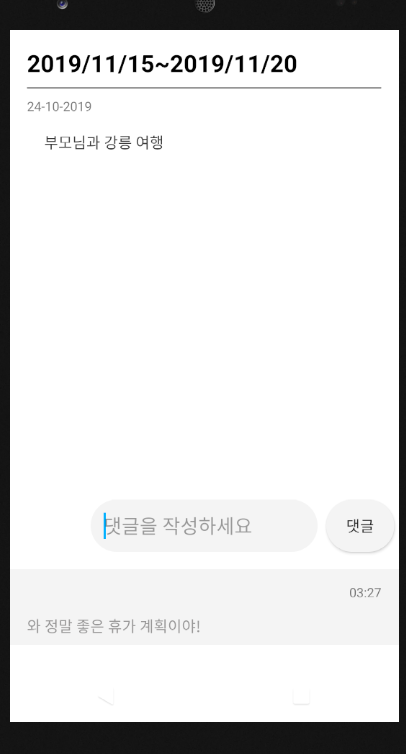 2019/11/15~2019/11/20
24-10-2019
부모님과 강릉 여행
댓글을 작성하세요
댓글
03:27
와 정말 좋은 휴가 계획이야!